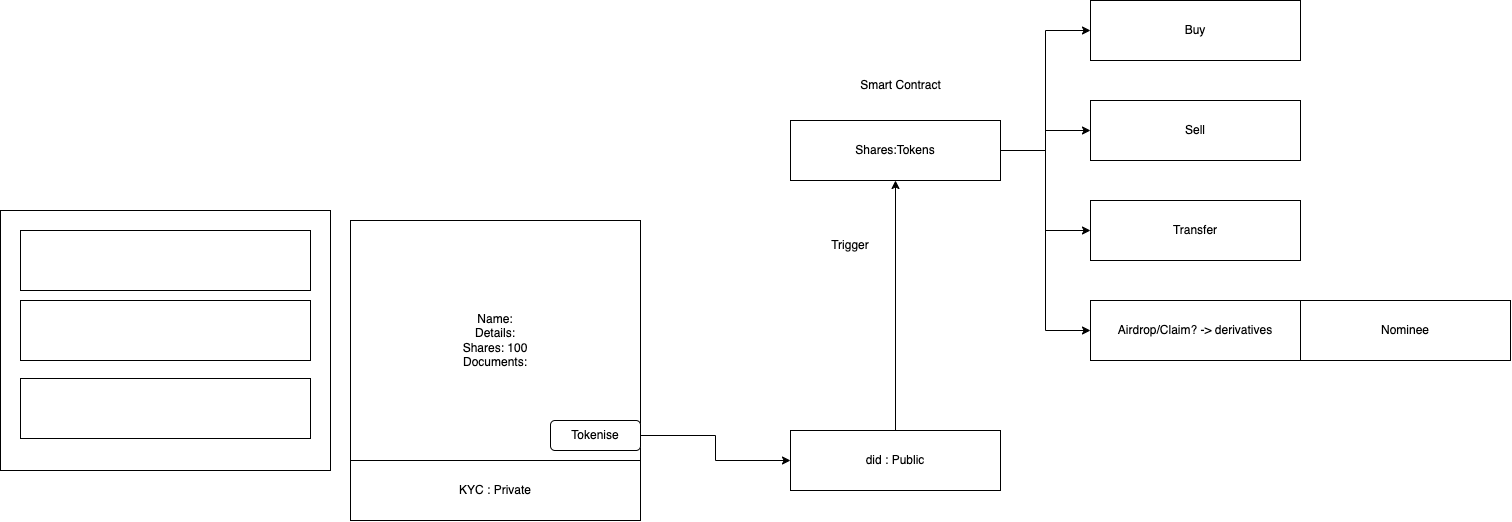 Buy
Smart Contract
Sell
Shares:Tokens
Transfer
Trigger
Name:
Details:
Shares: 100
Documents:
Airdrop/Claim? -> derivatives
Nominee
Tokenise
did : Public
KYC : Private